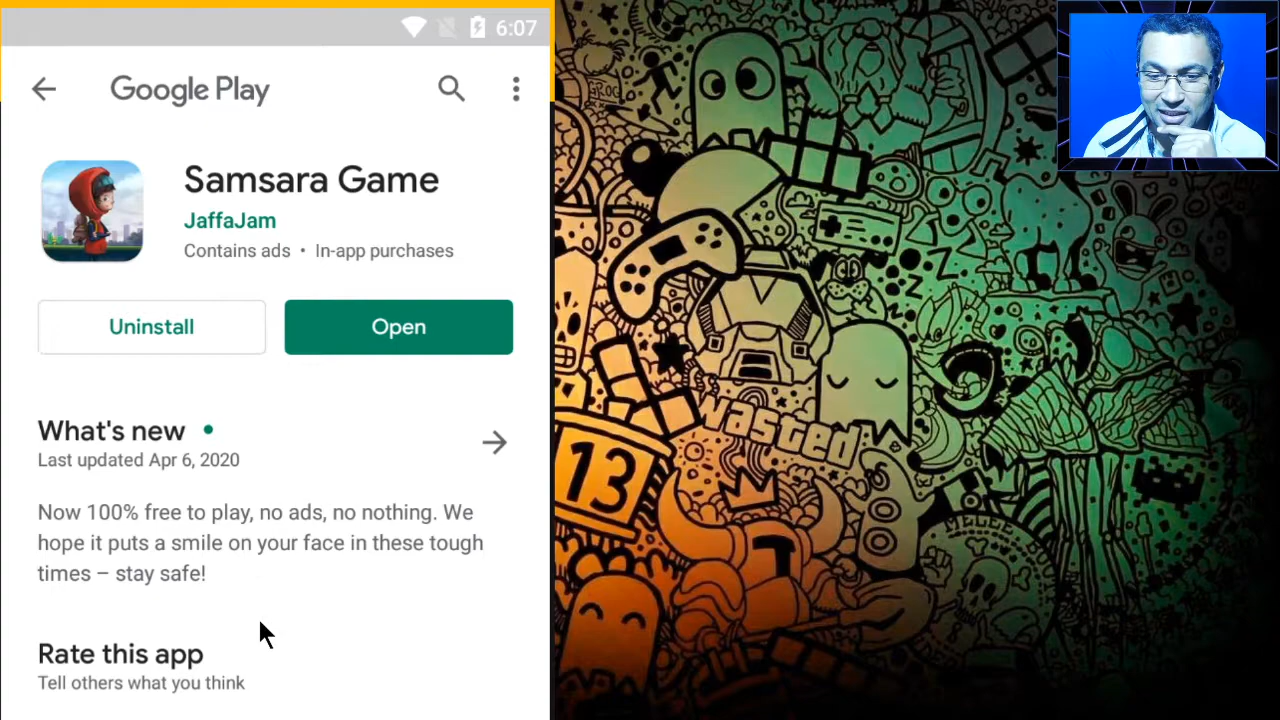 6:07
Google Play
Samsara Game
JaffaJam
Contains ads • In-app purchases
Uninstall
Open
What's new
Last updated Apr 6, 2020
Now 100% free to play, no ads, no nothing. We
hope it puts a smile on your face in these tough
times – stay safe!
Rate this app
Tell others what you think
GROG
wasted
13
MELEE